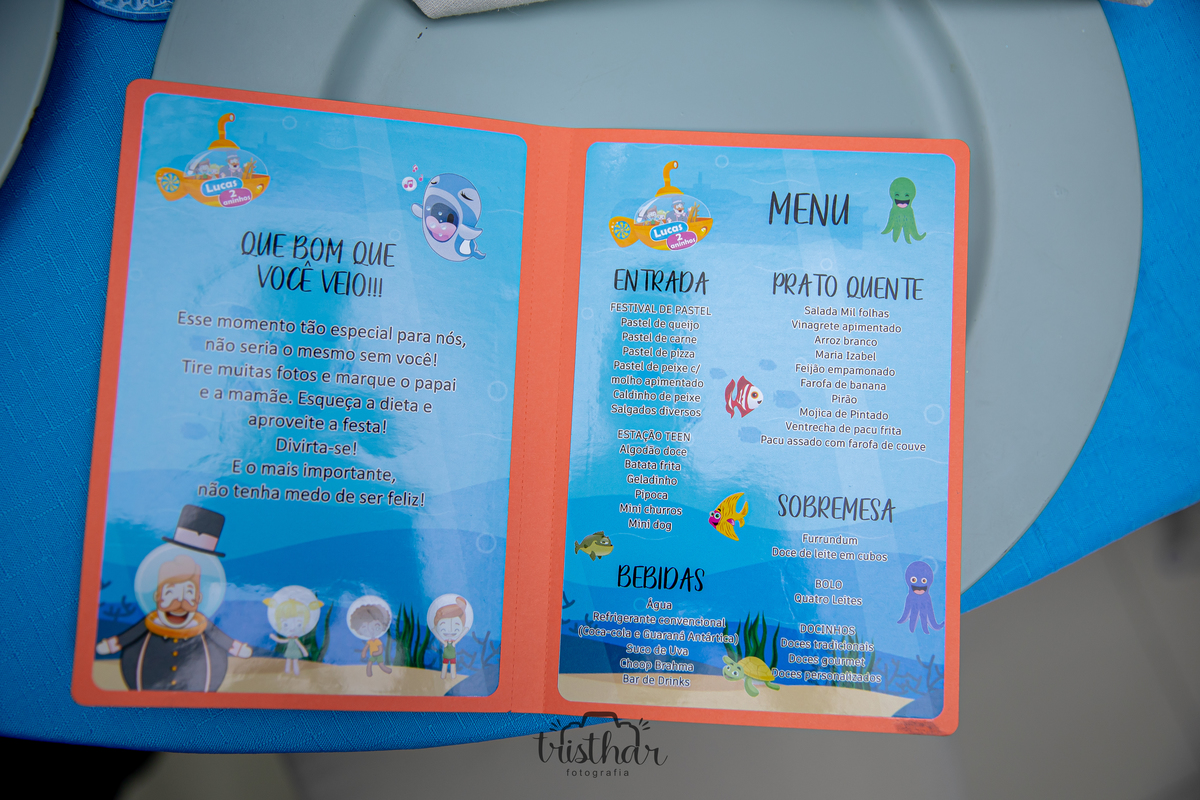 Lucas
2
aninhos
QUE BOM QUE
VOCÊ VEIO!!!
Esse momento tão especial para nós,
não seria o mesmo sem você!
Tire muitas fotos e marque o papai
e a mamãe. Esqueça a dieta e
aproveite a festa!
Divirta-se!
E o mais importante,
não tenha medo de ser feliz!
Lucas
2
aninhos
MENU
ENTRADA
FESTIVAL DE PASTEL
Pastel de queijo
Pastel de carne
Pastel de pizza
Pastel de peixe c/
molho apimentado
Caldinho de peixe
Salgados diversos
ESTAÇÃO TEEN
Algodão doce
Batata frita
Geladinho
Pipoca
Mini churros
Mini dog
BEBIDAS
Água
Refrigerante convencional
(Coca-cola e Guaraná Antártica)
Suco de Uva
Choop Brahma
Bar de Drinks
PRATO QUENTE
Salada Mil folhas
Vinagrete apimentado
Arroz branco
Maria Izabel
Feijão empamonado
Farofa de banana
Pirão
Mojica de Pintado
Ventrecha de pacu frita
Pacu assado com farofa de couve
SOBREMESA
Furrundum
Doce de leite em cubos
BOLO
Quatro Leites
DOCINHOS
Doces tradicionais
Doces gourmet
Doces personalizados
tristhar
fotografia